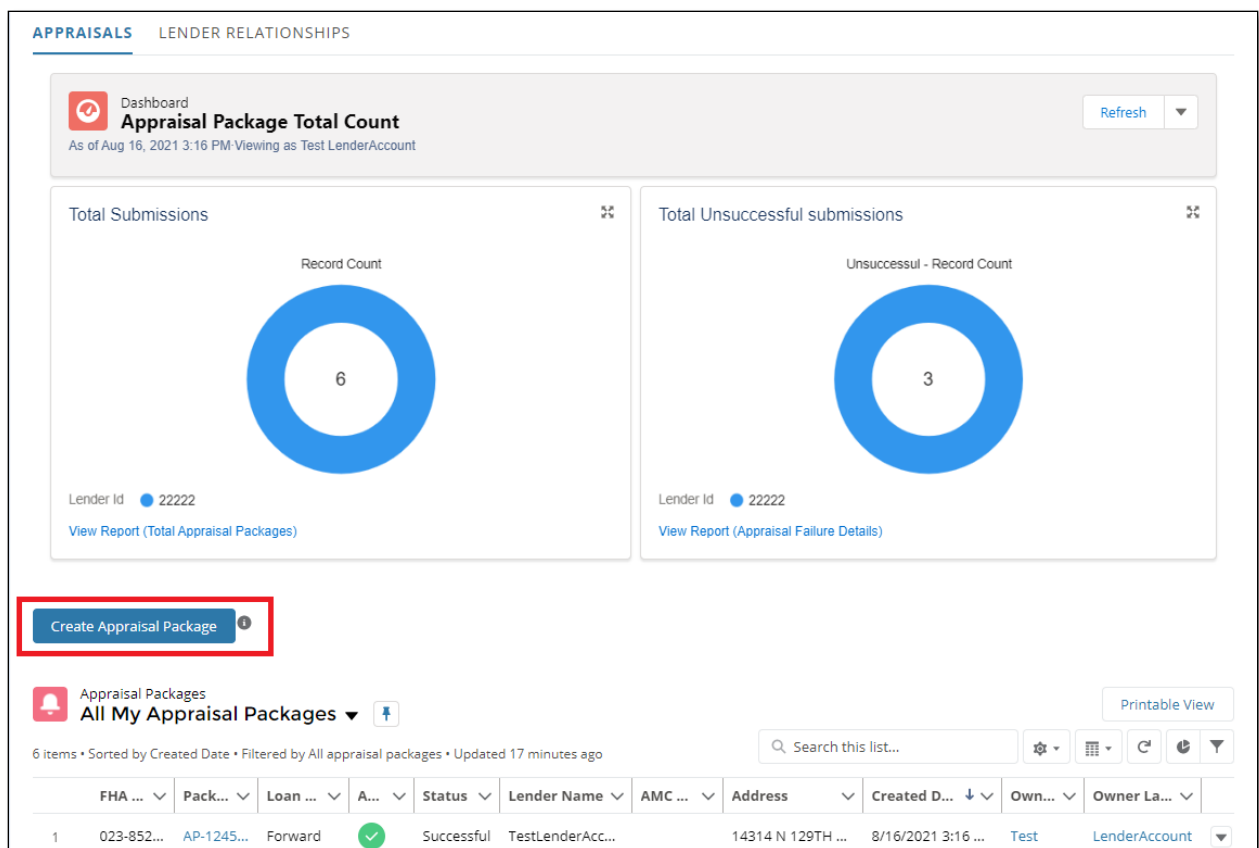 APPRAISALS LENDER RELATIONSHIPS
Dashboard
Appraisal Package Total Count
As of Aug 16, 2021 3:16 PM·Viewing as Test LenderAccount
Refresh
Total Submissions
Record Count
6
Lender Id 22222
View Report (Total Appraisal Packages)
Total Unsuccessful submissions
Unsuccessul - Record Count
3
Lender Id 22222
View Report (Appraisal Failure Details)
Create Appraisal Package
Appraisal Packages
All My Appraisal Packages
Printable View
6 items • Sorted by Created Date • Filtered by All appraisal packages • Updated 17 minutes ago
Search this list...
FHA ... Pack... Loan ... A... Status Lender Name AMC ... Address Created D... Own... Owner La...
1 023-852... AP-1245... Forward Successful TestLenderAcc... 14314 N 129TH ... 8/16/2021 3:16 ... Test LenderAccount